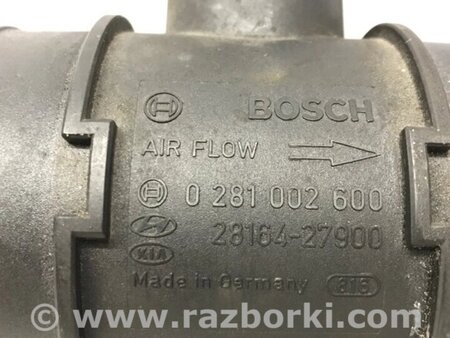 BOSCH
AIR FLOW
0 281 002 600
28164-27900
KIA
Made in Germany
www.razborki.com